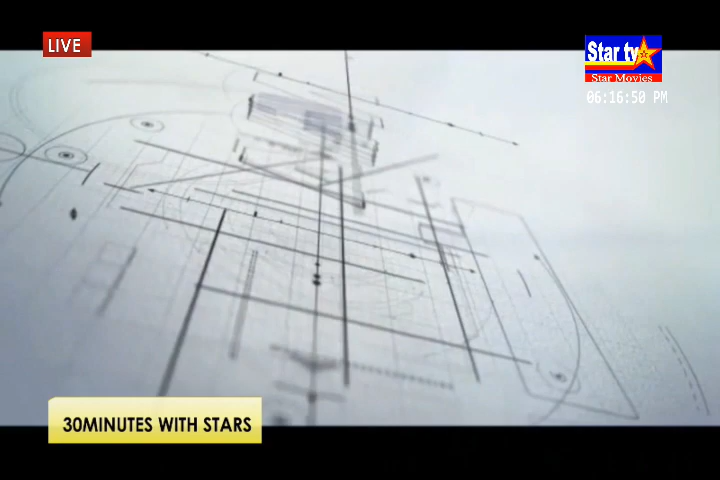 LIVE
Star tv
Star Movies
06:16:50 PM
30MINUTES WITH STARS